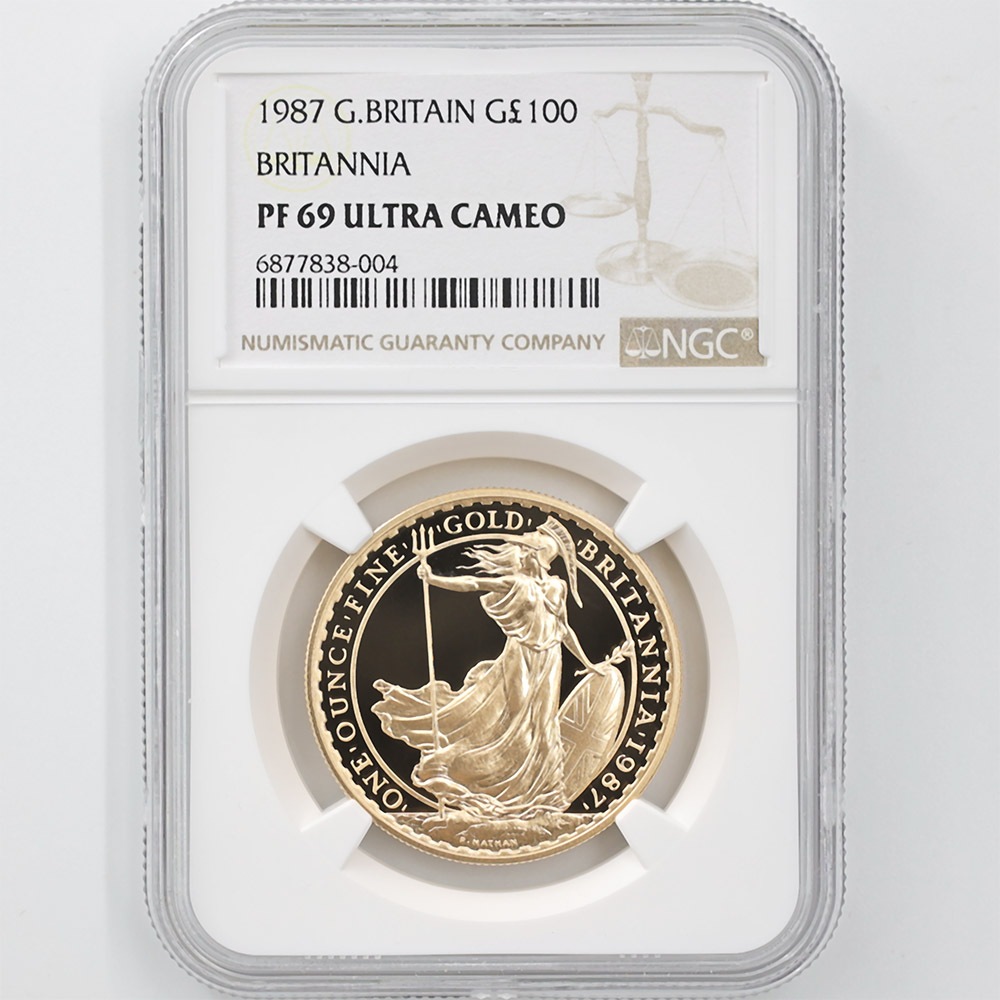 1987 G.BRITAIN G£100
BRITANNIA
PF 69 ULTRA CAMEO
6877838-004
NUMISMATIC GUARANTY COMPANY
NGC®
'ONE'OUNCE'FINE' 'GOLD' 'BRITANNIA'1987'
P. NATHAN